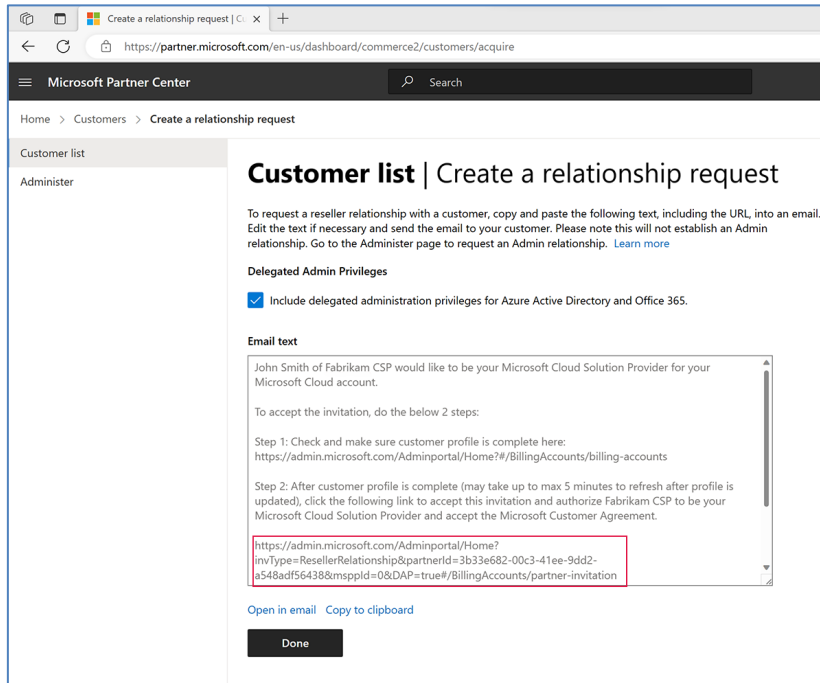 Create a relationship request | Cu
https://partner.microsoft.com/en-us/dashboard/commerce2/customers/acquire
Microsoft Partner Center
Search
Home > Customers > Create a relationship request
Customer list
Administer
Customer list | Create a relationship request
To request a reseller relationship with a customer, copy and paste the following text, including the URL, into an email.
Edit the text if necessary and send the email to your customer. Please note this will not establish an Admin
relationship. Go to the Administer page to request an Admin relationship. Learn more
Delegated Admin Privileges
Include delegated administration privileges for Azure Active Directory and Office 365.
Email text
John Smith of Fabrikam CSP would like to be your Microsoft Cloud Solution Provider for your
Microsoft Cloud account.
To accept the invitation, do the below 2 steps:
Step 1: Check and make sure customer profile is complete here:
https://admin.microsoft.com/Adminportal/Home?#/BillingAccounts/billing-accounts
Step 2: After customer profile is complete (may take up to max 5 minutes to refresh after profile is
updated), click the following link to accept this invitation and authorize Fabrikam CSP to be your
Microsoft Cloud Solution Provider and accept the Microsoft Customer Agreement.
https://admin.microsoft.com/Adminportal/Home?
invType=ResellerRelationship&partnerId=3b33e682-00c3-41ee-9dd2-
a548adf56438&msppId=0&DAP=true#/BillingAccounts/partner-invitation
Open in email Copy to clipboard
Done